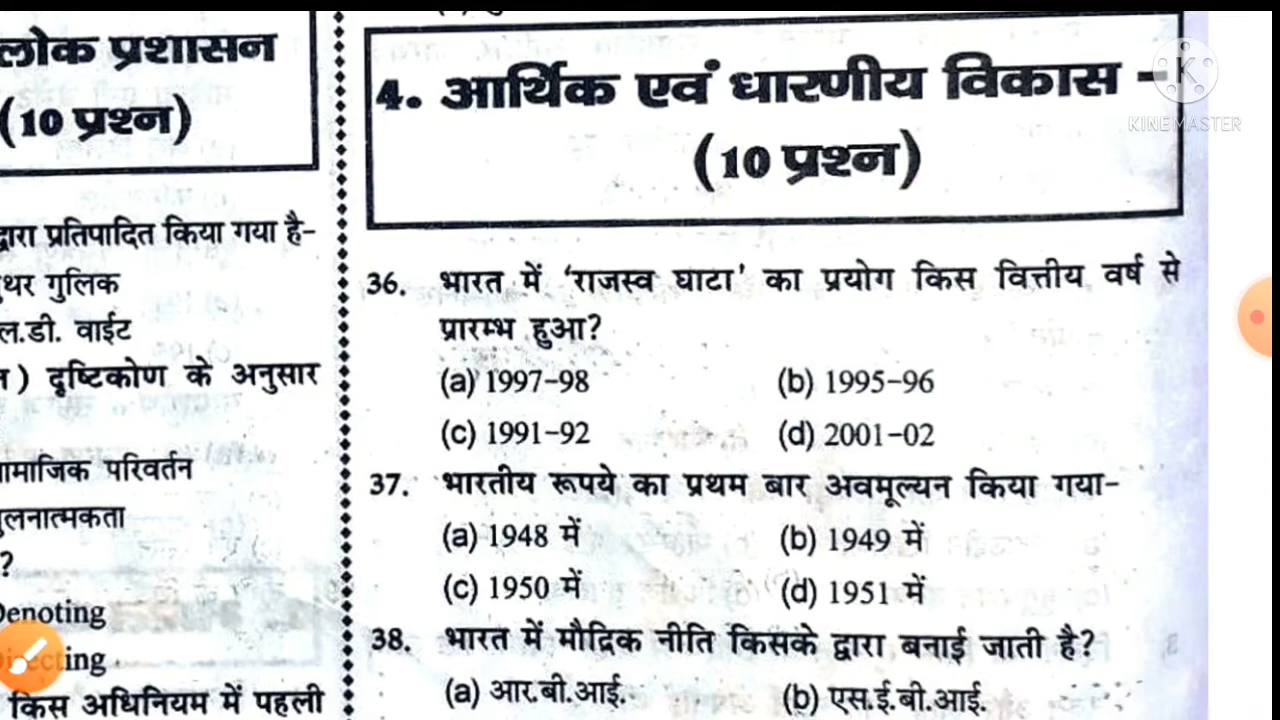 लोक प्रशासन
(10 प्रश्न)
द्वारा प्रतिपादित किया गया है-
गुलिक
वाईट
दृष्टिकोण के अनुसार
सामाजिक परिवर्तन
तुलनात्मकता
?
Denoting
Directing
किस अधिनियम में पहली
4. आर्थिक एवं धारणीय विकास -
(10 प्रश्न)
36. भारत में 'राजस्व घाटा' का प्रयोग किस वित्तीय वर्ष से
प्रारम्भ हुआ?
(a) 1997-98 (b) 1995-96
(c) 1991-92 (d) 2001-02
37. भारतीय रूपये का प्रथम बार अवमूल्यन किया गया-
(a) 1948 में (b) 1949 में
(c) 1950 में (d) 1951 में
38. भारत में मौद्रिक नीति किसके द्वारा बनाई जाती है?
(a) आर.बी.आई. (b) एस.ई.बी.आई.
K
KINEMASTER